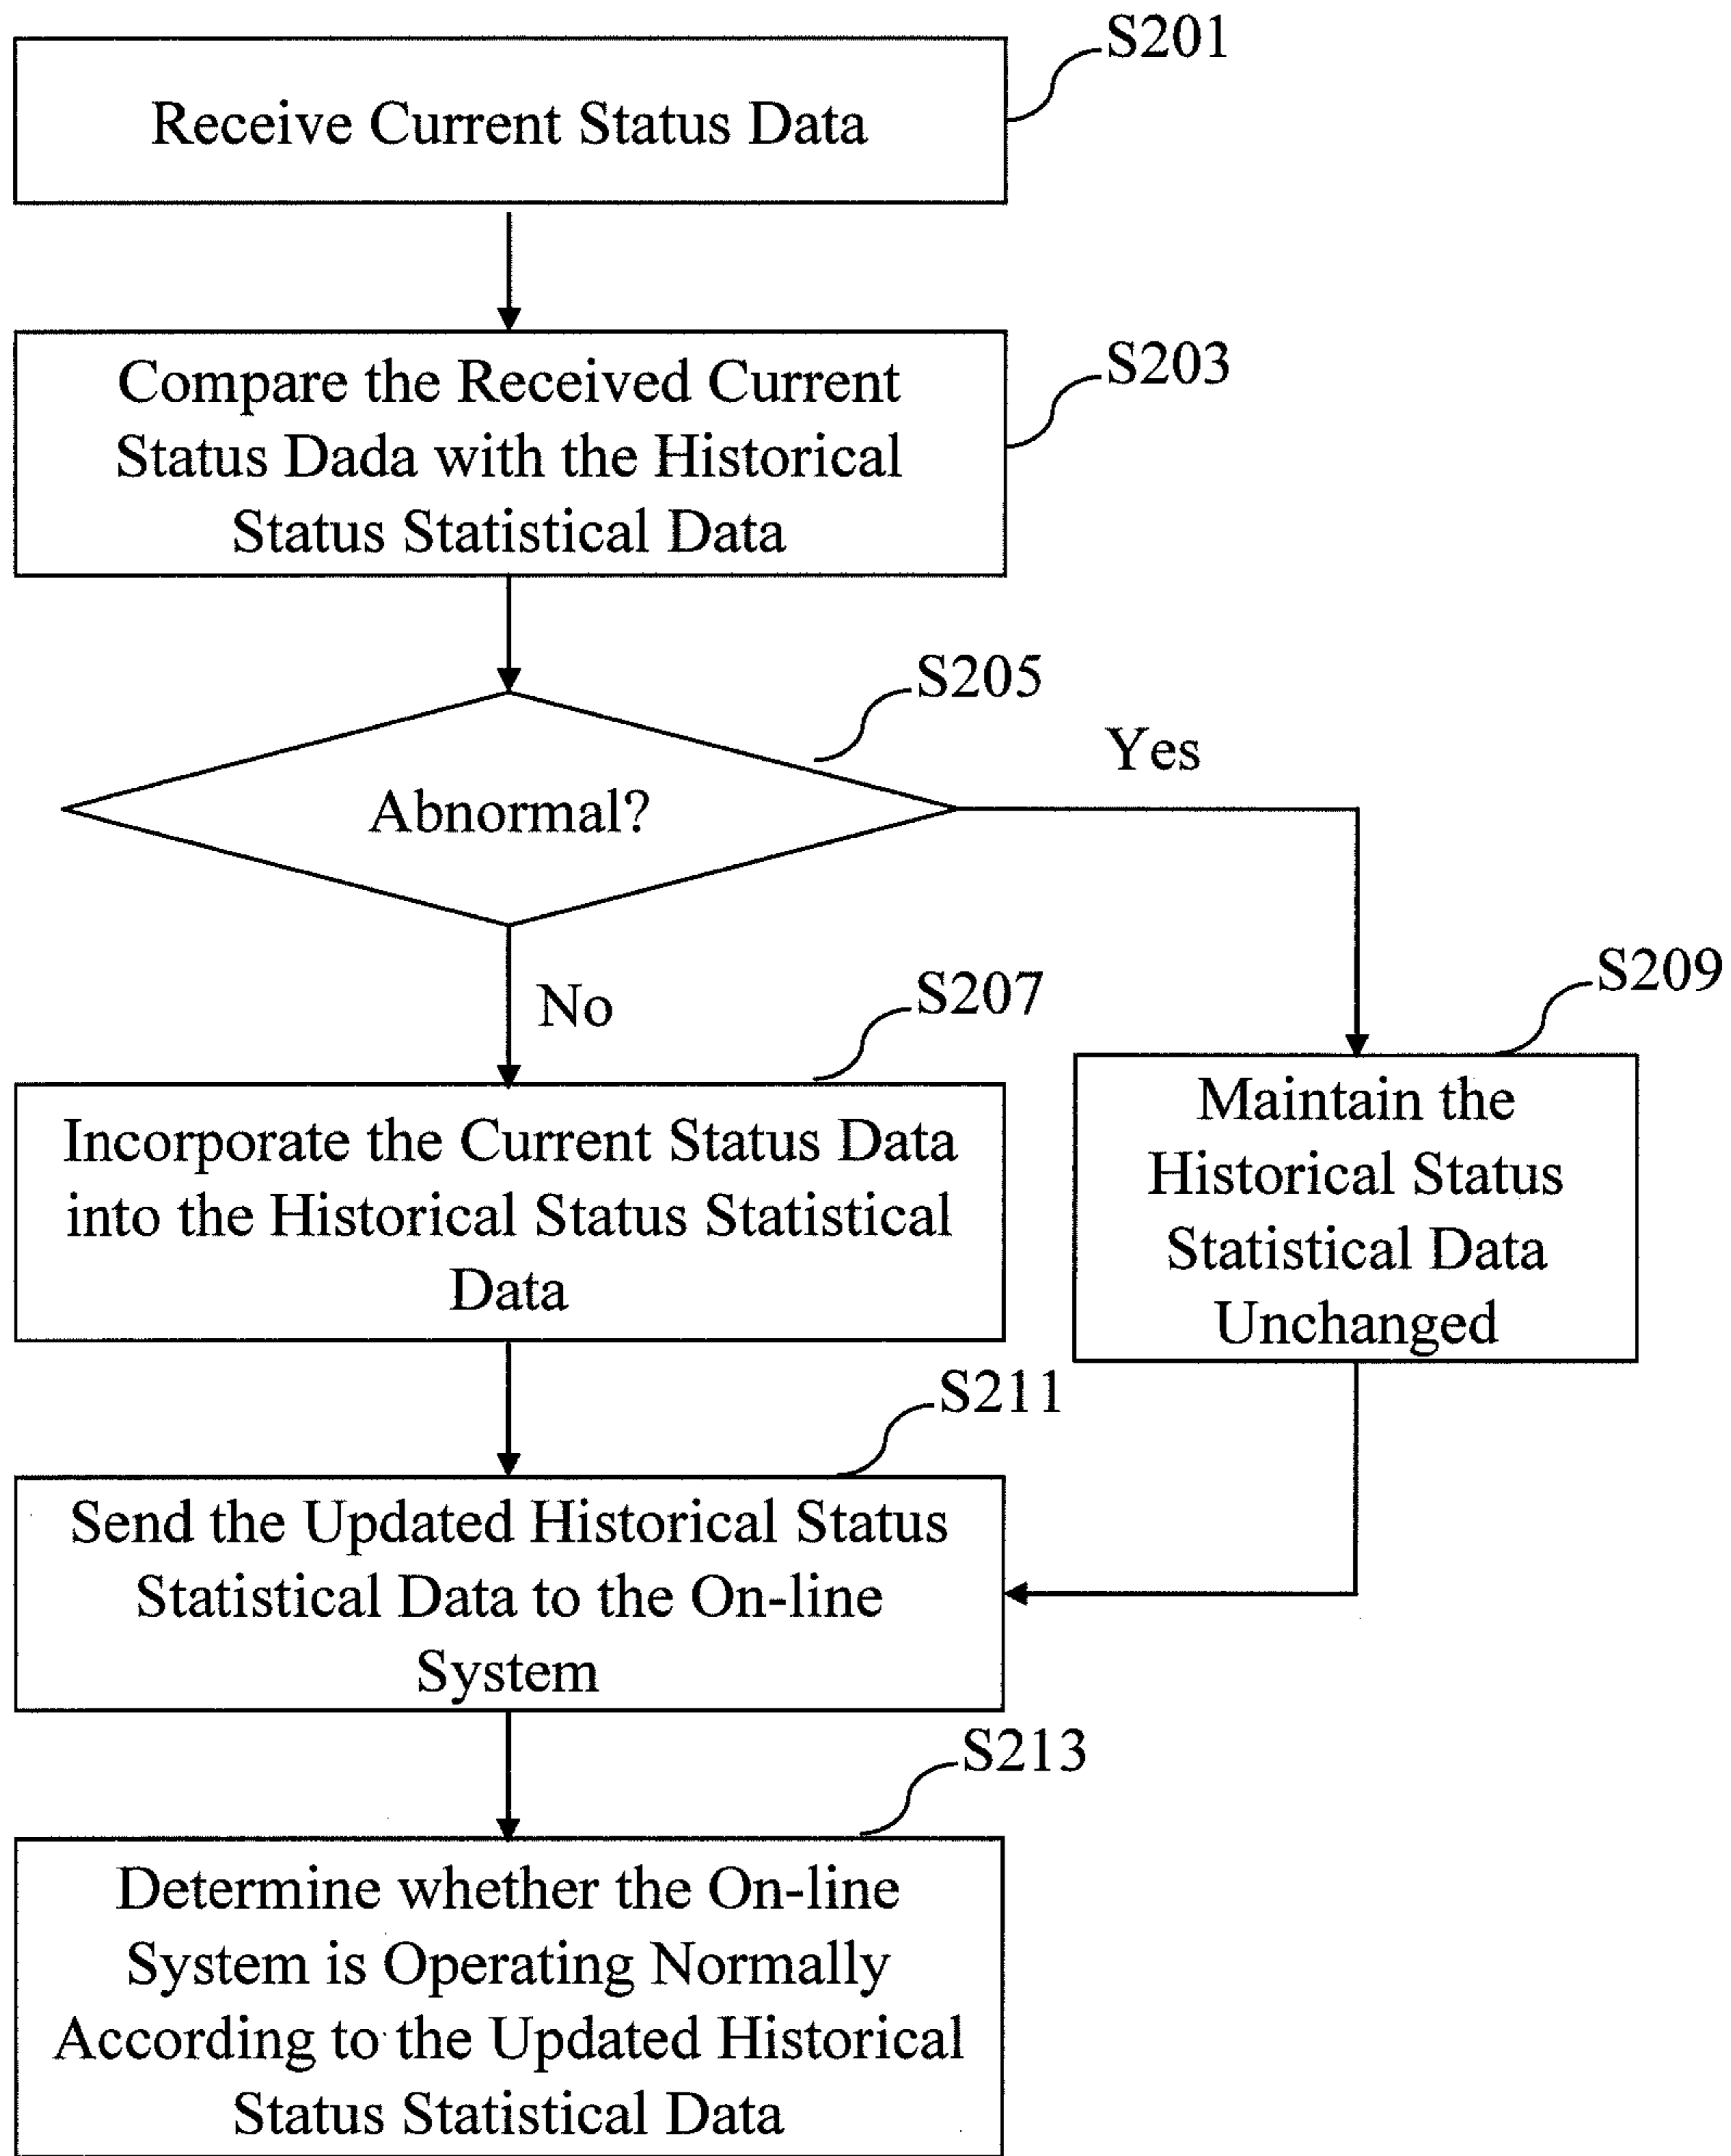 S201
Receive Current Status Data
S203
Compare the Received Current
Status Dada with the Historical
Status Statistical Data
S205
Abnormal?
Yes
No
S207
Incorporate the Current Status Data
into the Historical Status Statistical
Data
S209
Maintain the
Historical Status
Statistical Data
Unchanged
S211
Send the Updated Historical Status
Statistical Data to the On-line
System
S213
Determine whether the On-line
System is Operating Normally
According to the Updated Historical
Status Statistical Data